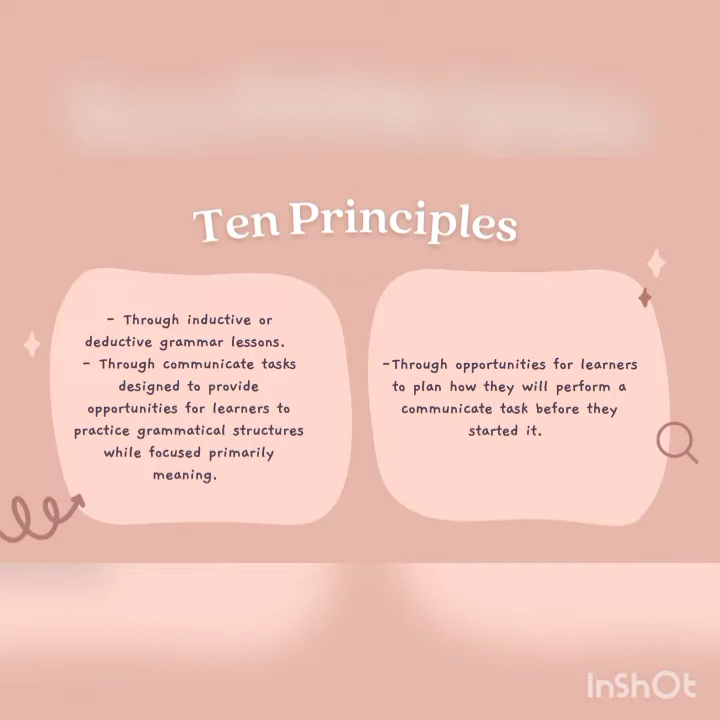 Ten Principles
- Through inductive or
deductive grammar lessons.
- Through communicate tasks
designed to provide
opportunities for learners to
practice grammatical structures
while focused primarily
meaning.
-Through opportunities for learners
to plan how they will perform a
communicate task before they
started it.
InShOt